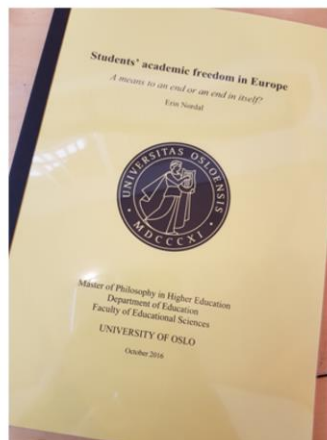 Students' academic freedom in Europe
A means to an end or an end in itself?
Erin Nordal
UNIVERSITAS OSLOENSIS
MDCCCXI
Master of Philosophy in Higher Education
Department of Education
Faculty of Educational Sciences
UNIVERSITY OF OSLO
October 2016